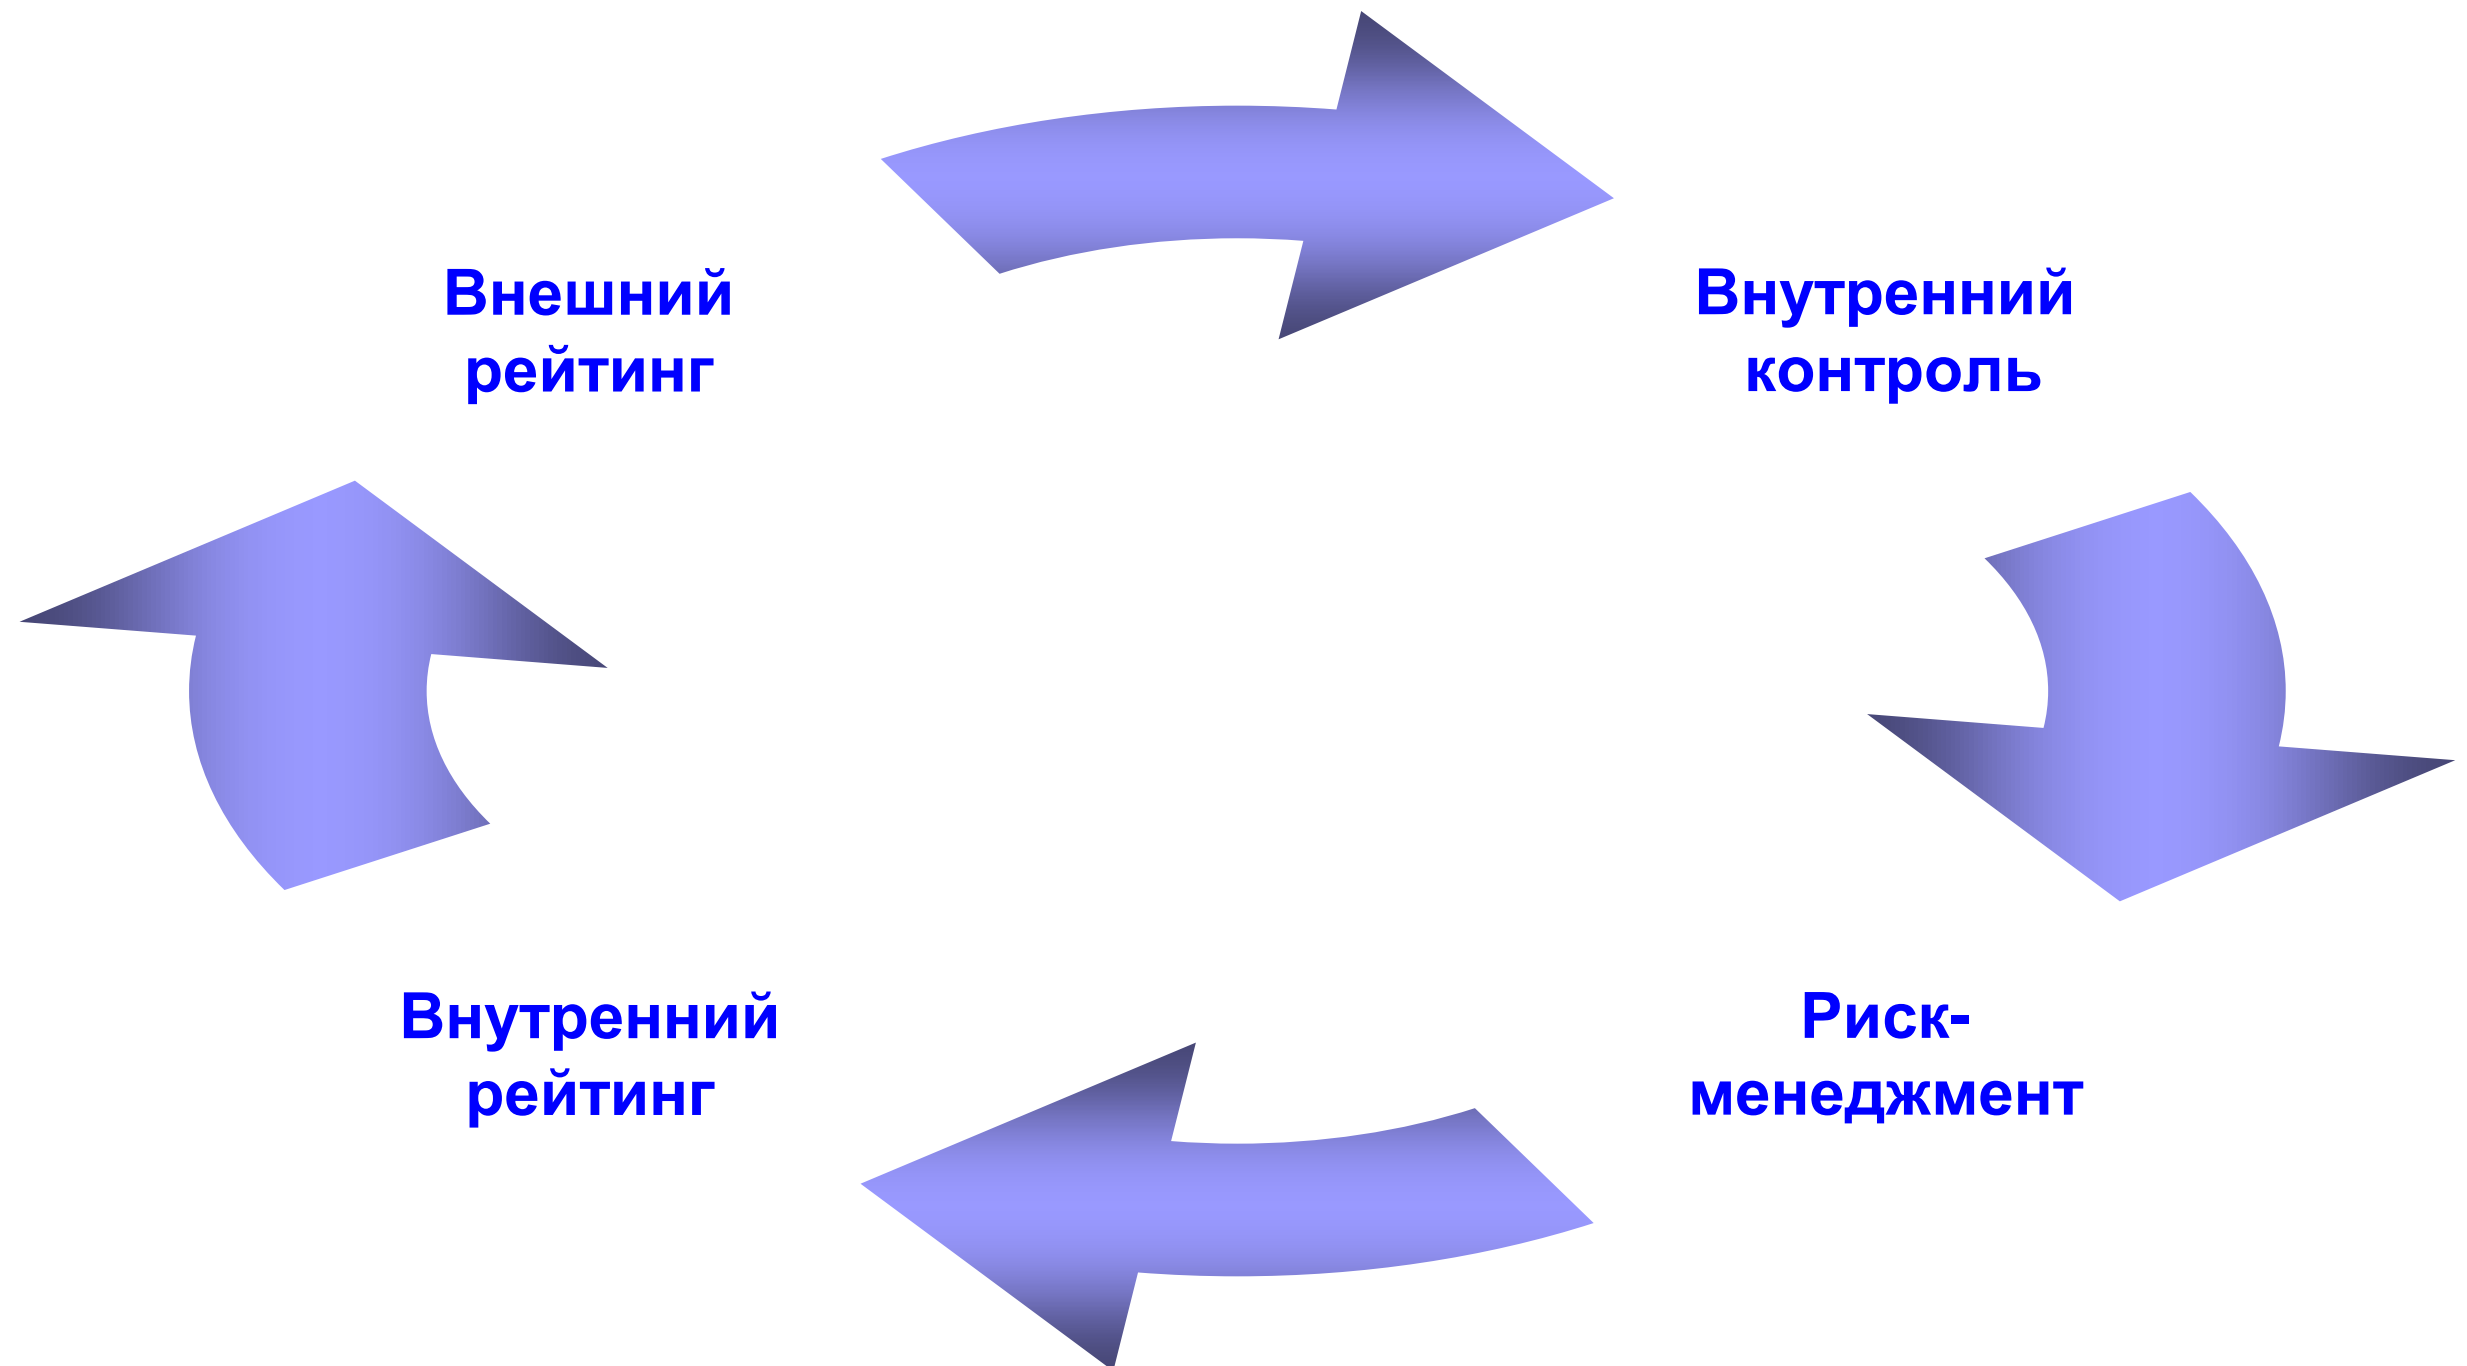 Внешний
рейтинг
Внутренний
контроль
Внутренний
рейтинг
Риск-
менеджмент